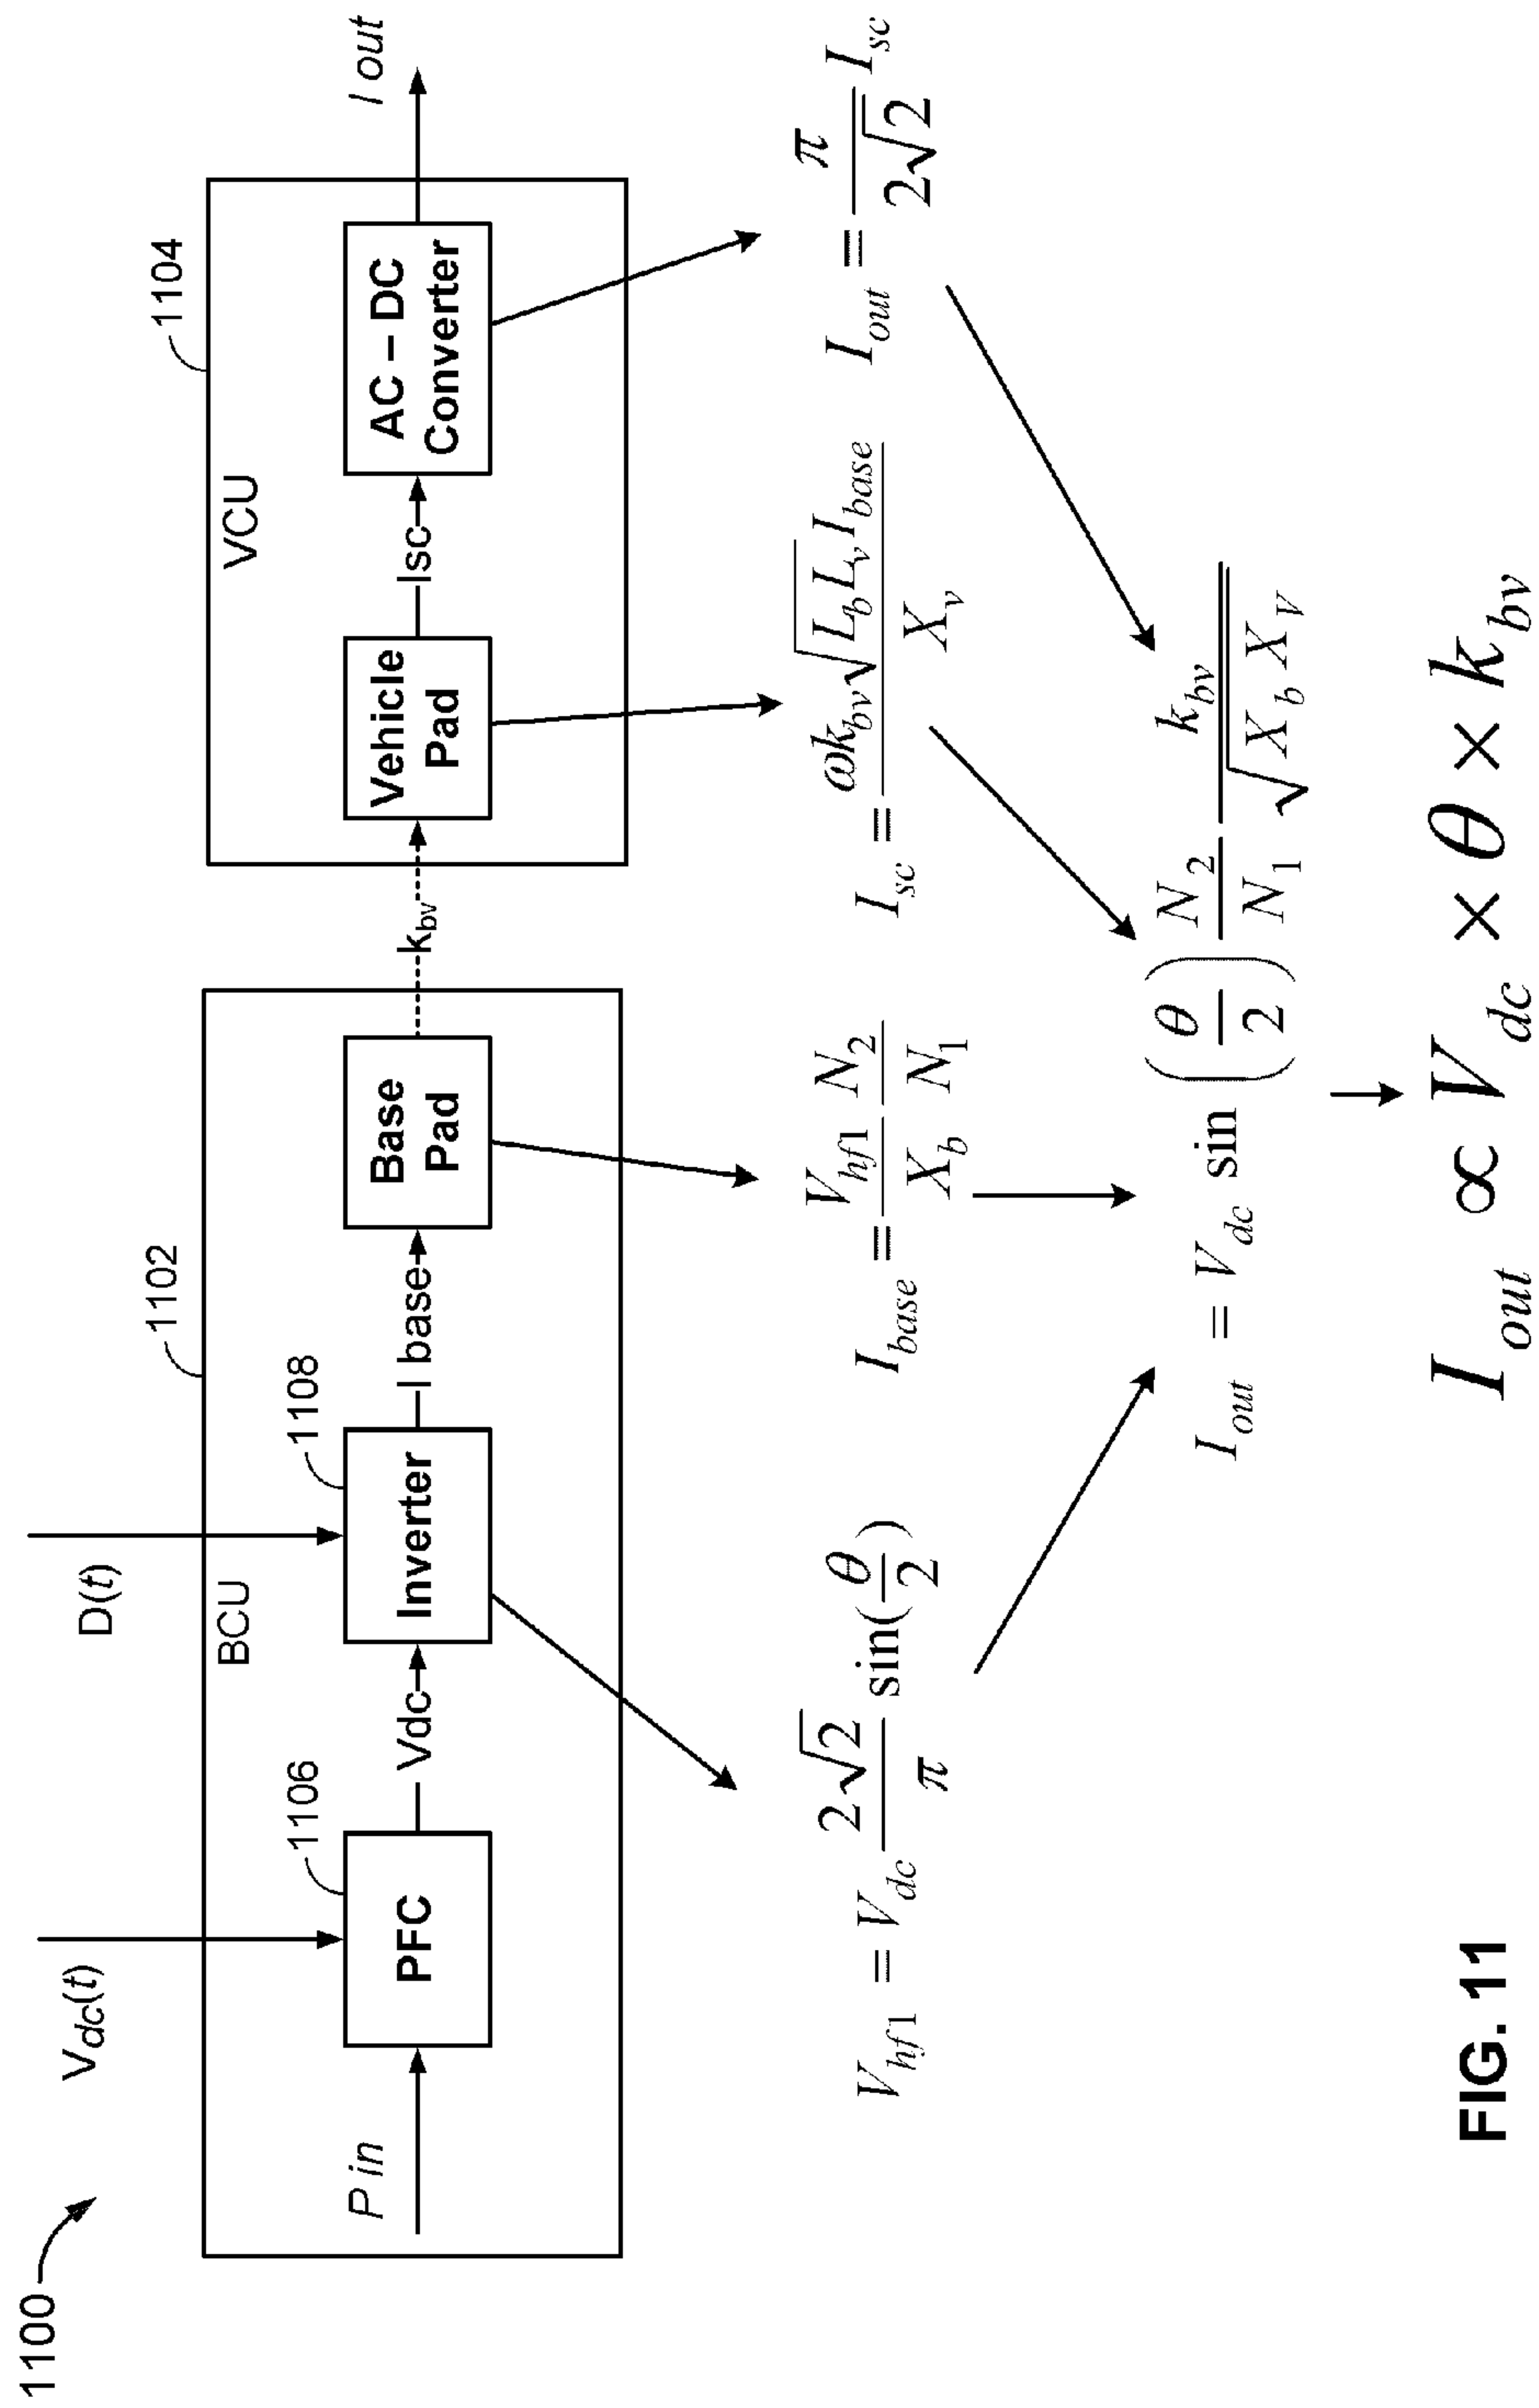 1100
V_dc(t)
D(t)
1102
1104
BCU
VCU
1106
1108
P in
PFC
Vdc
Inverter
I base
Base
Pad
k_bv
Vehicle
Pad
Isc
AC – DC
Converter
I out
V_hf1 = V_dc (2√2/π) sin(θ/2)
I_base = (V_hf1/X_b) (N_2/N_1)
I_sc = ωk_bv√(L_b L_v) I_base / X_v
I_out = (π/(2√2)) I_sc
I_out = V_dc sin(θ/2) (N_2/N_1) (k_bv/√(X_b X_V))
I_out ∝ V_dc × θ × k_bv
FIG. 11